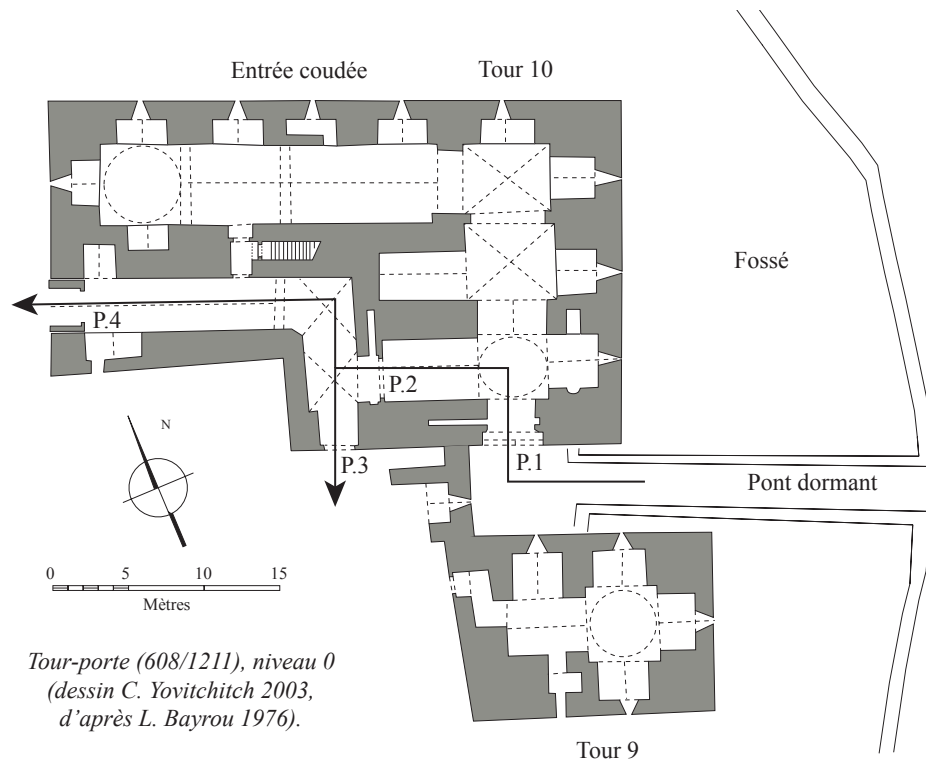 Entrée coudée
Tour 10
Fossé
P.4
P.2
P.3
P.1
Pont dormant
N
0 5 10 15
Mètres
Tour-porte (608/1211), niveau 0
(dessin C. Yovitchitch 2003,
d'après L. Bayrou 1976).
Tour 9